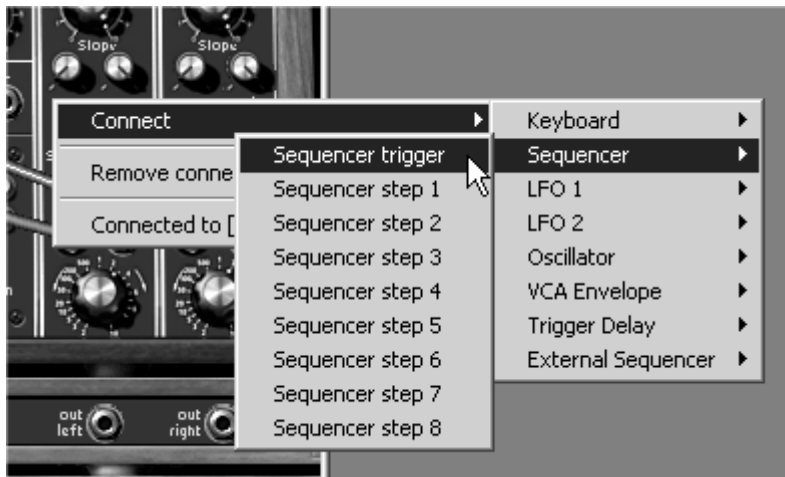 Slope Slope
Connect
Remove conne
Connected to [
Sequencer trigger
Sequencer step 1
Sequencer step 2
Sequencer step 3
Sequencer step 4
Sequencer step 5
Sequencer step 6
Sequencer step 7
Sequencer step 8
Keyboard
Sequencer
LFO 1
LFO 2
Oscillator
VCA Envelope
Trigger Delay
External Sequencer
out out
left right